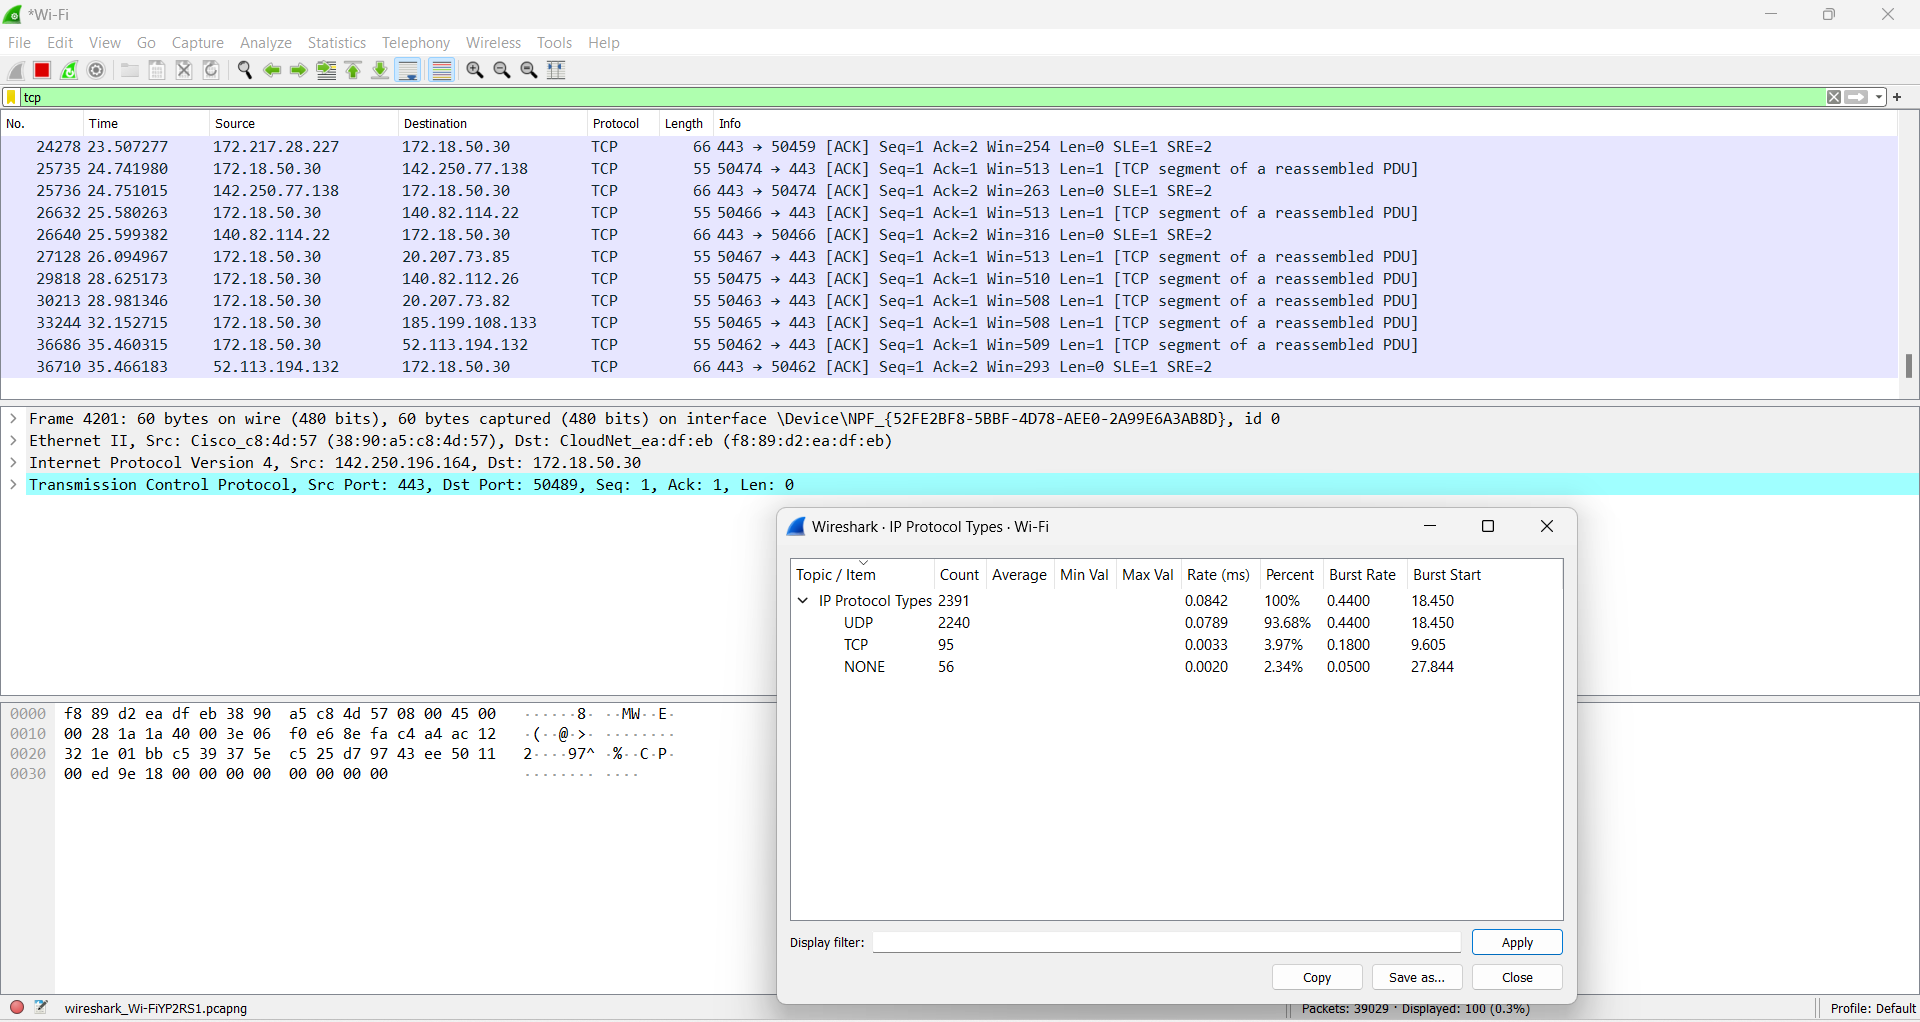 *Wi-Fi
File Edit View Go Capture Analyze Statistics Telephony Wireless Tools Help
tcp
No. Time Source Destination Protocol Length Info
24278 23.507277 172.217.28.227 172.18.50.30 TCP 66 443 → 50459 [ACK] Seq=1 Ack=2 Win=254 Len=0 SLE=1 SRE=2
25735 24.741980 172.18.50.30 142.250.77.138 TCP 55 50474 → 443 [ACK] Seq=1 Ack=1 Win=513 Len=1 [TCP segment of a reassembled PDU]
25736 24.751015 142.250.77.138 172.18.50.30 TCP 66 443 → 50474 [ACK] Seq=1 Ack=2 Win=263 Len=0 SLE=1 SRE=2
26632 25.580263 172.18.50.30 140.82.114.22 TCP 55 50466 → 443 [ACK] Seq=1 Ack=1 Win=513 Len=1 [TCP segment of a reassembled PDU]
26640 25.599382 140.82.114.22 172.18.50.30 TCP 66 443 → 50466 [ACK] Seq=1 Ack=2 Win=316 Len=0 SLE=1 SRE=2
27128 26.094967 172.18.50.30 20.207.73.85 TCP 55 50467 → 443 [ACK] Seq=1 Ack=1 Win=513 Len=1 [TCP segment of a reassembled PDU]
29818 28.625173 172.18.50.30 140.82.112.26 TCP 55 50475 → 443 [ACK] Seq=1 Ack=1 Win=510 Len=1 [TCP segment of a reassembled PDU]
30213 28.981346 172.18.50.30 20.207.73.82 TCP 55 50463 → 443 [ACK] Seq=1 Ack=1 Win=508 Len=1 [TCP segment of a reassembled PDU]
33244 32.152715 172.18.50.30 185.199.108.133 TCP 55 50465 → 443 [ACK] Seq=1 Ack=1 Win=508 Len=1 [TCP segment of a reassembled PDU]
36686 35.460315 172.18.50.30 52.113.194.132 TCP 55 50462 → 443 [ACK] Seq=1 Ack=1 Win=509 Len=1 [TCP segment of a reassembled PDU]
36710 35.466183 52.113.194.132 172.18.50.30 TCP 66 443 → 50462 [ACK] Seq=1 Ack=2 Win=293 Len=0 SLE=1 SRE=2
Frame 4201: 60 bytes on wire (480 bits), 60 bytes captured (480 bits) on interface \Device\NPF_{52FE2BF8-5BBF-4D78-AEE0-2A99E6A3AB8D}, id 0
Ethernet II, Src: Cisco_c8:4d:57 (38:90:a5:c8:4d:57), Dst: CloudNet_ea:df:eb (f8:89:d2:ea:df:eb)
Internet Protocol Version 4, Src: 142.250.196.164, Dst: 172.18.50.30
Transmission Control Protocol, Src Port: 443, Dst Port: 50489, Seq: 1, Ack: 1, Len: 0
Wireshark · IP Protocol Types · Wi-Fi
Topic / Item Count Average Min Val Max Val Rate (ms) Percent Burst Rate Burst Start
IP Protocol Types 2391 0.0842 100% 0.4400 18.450
UDP 2240 0.0789 93.68% 0.4400 18.450
TCP 95 0.0033 3.97% 0.1800 9.605
NONE 56 0.0020 2.34% 0.0500 27.844
Display filter: Apply
Copy Save as... Close
0000 f8 89 d2 ea df eb 38 90 a5 c8 4d 57 08 00 45 00 ······8· ··MW··E·
0010 00 28 1a 1a 40 00 3e 06 f0 e6 8e fa c4 a4 ac 12 ·(··@·>· ········
0020 32 1e 01 bb c5 39 37 5e c5 25 d7 97 43 ee 50 11 2····97^ ·%··C·P·
0030 00 ed 9e 18 00 00 00 00 00 00 00 00 ········ ····
wireshark_Wi-FiYP2RS1.pcapng Packets: 39029 · Displayed: 100 (0.3%) Profile: Default